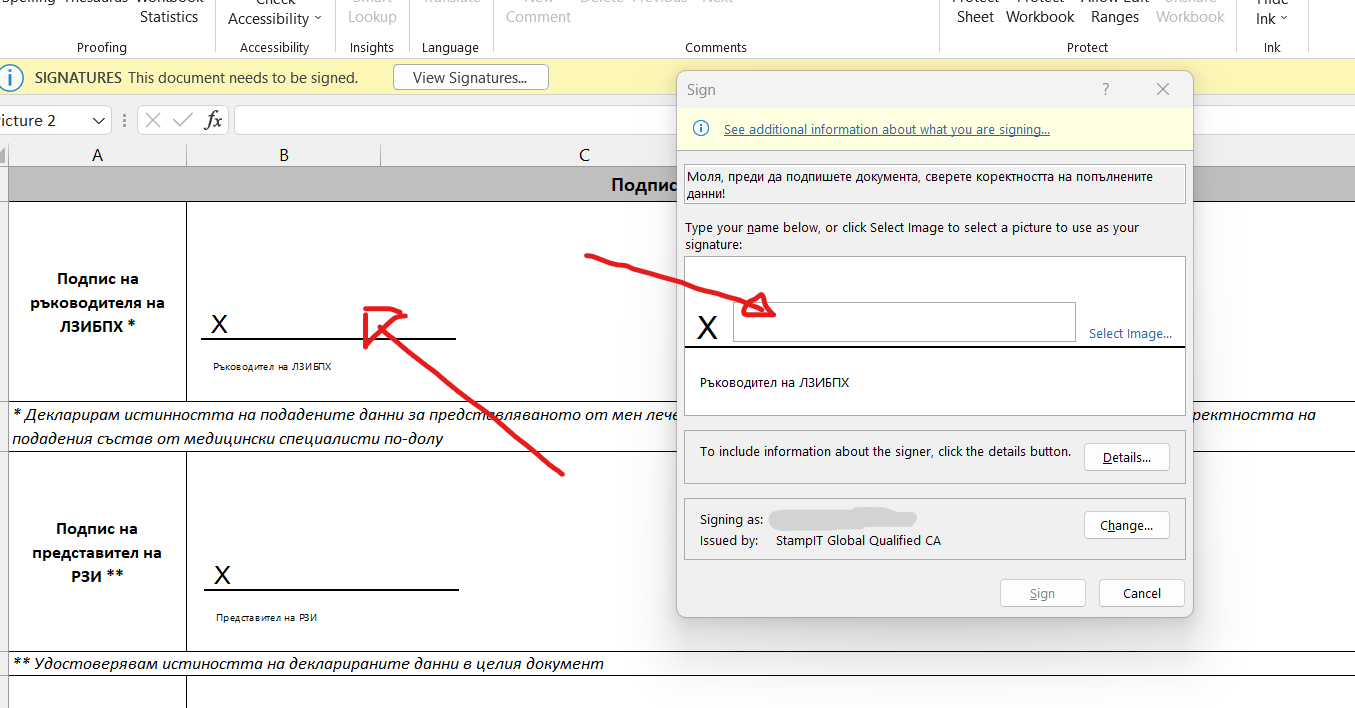 Spelling Thesaurus Workbook
Statistics
Check
Accessibility
Smart
Lookup
Translate
New
Comment
Delete Previous Next
Protect
Sheet
Protect
Workbook
Allow Edit
Ranges
Unshare
Workbook
Hide
Ink
Proofing
Accessibility
Insights
Language
Comments
Protect
Ink
SIGNATURES This document needs to be signed.
View Signatures...
icture 2
fx
A
B
C
Подпис
Подпис на
ръководителя на
ЛЗИБПХ *
X
Ръководител на ЛЗИБПХ
* Декларирам истинността на подадените данни за представляваното от мен лече
ректността на
подадения състав от медицински специалисти по-долу
Подпис на
представител на
РЗИ **
X
Представител на РЗИ
** Удостоверявам истиността на декларираните данни в целия документ
Sign
?
See additional information about what you are signing...
Моля, преди да подпишете документа, сверете коректността на попълнените
данни!
Type your name below, or click Select Image to select a picture to use as your
signature:
X
Select Image...
Ръководител на ЛЗИБПХ
To include information about the signer, click the details button.
Details...
Signing as:
Change...
Issued by: StampIT Global Qualified CA
Sign
Cancel